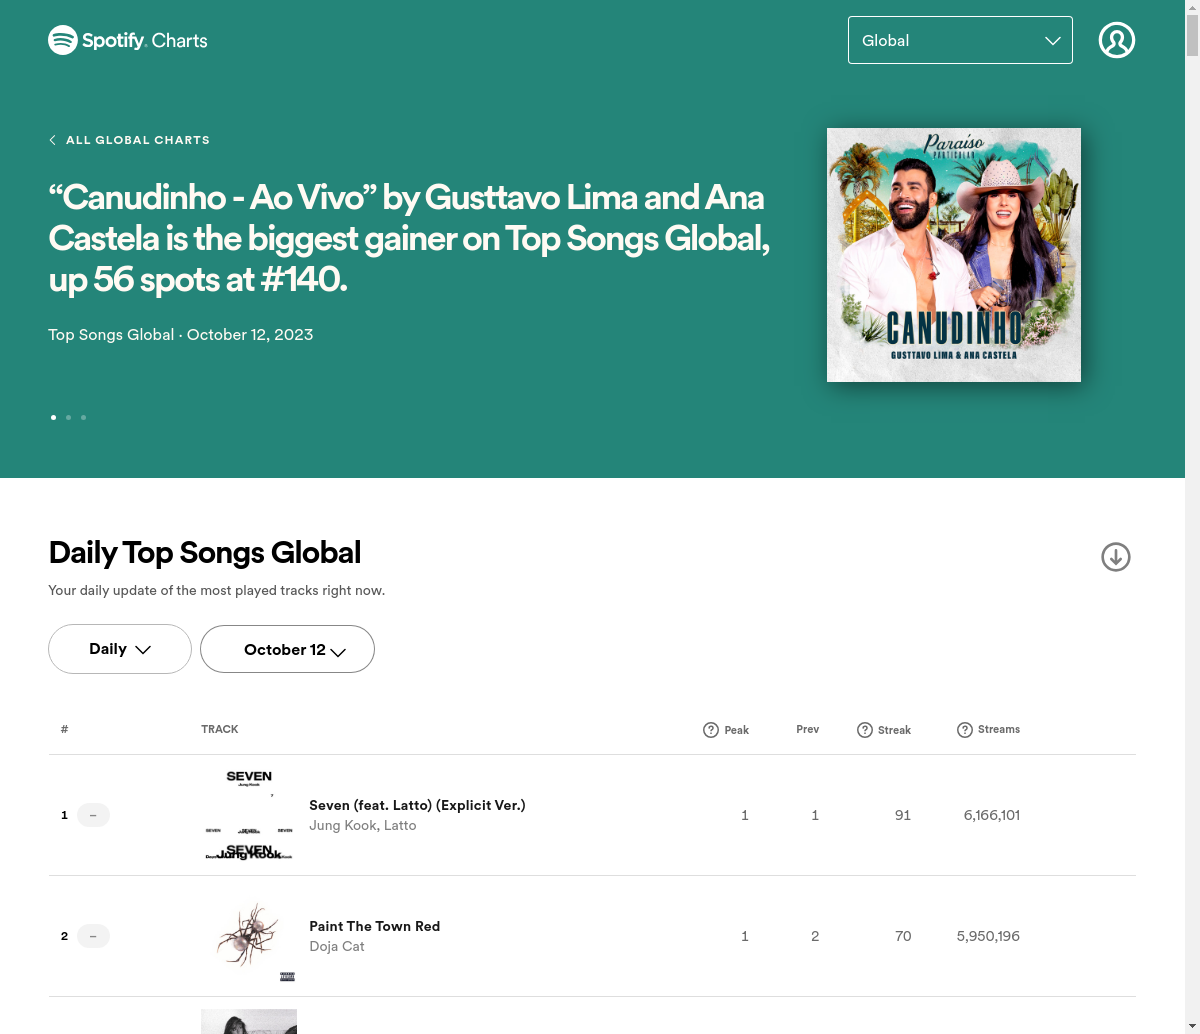 Spotify Charts
Global
ALL GLOBAL CHARTS
“Canudinho - Ao Vivo” by Gusttavo Lima and Ana
Castela is the biggest gainer on Top Songs Global,
up 56 spots at #140.
Top Songs Global · October 12, 2023
Paraíso
PARTICULAR
CANUDINHO
GUSTTAVO LIMA & ANA CASTELA
Daily Top Songs Global
Your daily update of the most played tracks right now.
Daily
October 12
# TRACK ? Peak Prev ? Streak ? Streams
SEVEN
Jung Kook
SEVEN SEVEN SEVEN
SEVEN
Jung Kook
1 – Seven (feat. Latto) (Explicit Ver.) 1 1 91 6,166,101
Jung Kook, Latto
2 – Paint The Town Red 1 2 70 5,950,196
Doja Cat